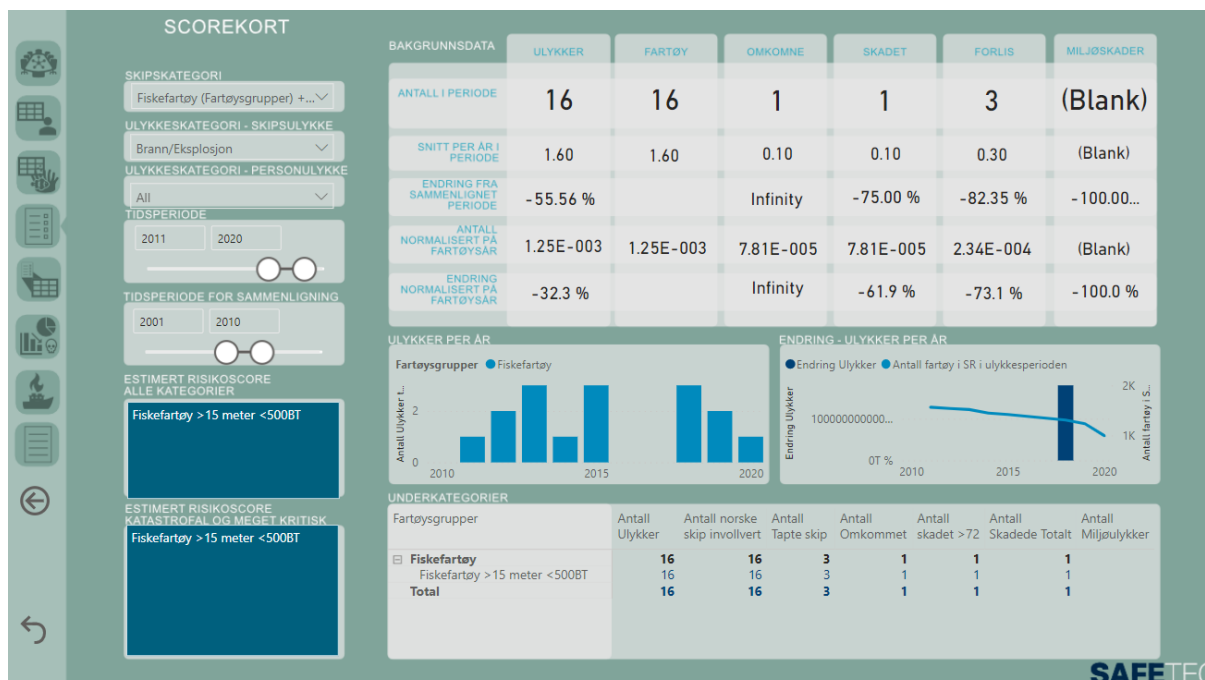 SCOREKORT
SKIPSKATEGORI
Fiskefartøy (Fartøysgrupper) +...
ULYKKESKATEGORI - SKIPSULYKKE
Brann/Eksplosjon
ULYKKESKATEGORI - PERSONULYKKE
All
TIDSPERIODE
2011 2020
TIDSPERIODE FOR SAMMENLIGNING
2001 2010
ESTIMERT RISIKOSCORE
ALLE KATEGORIER
Fiskefartøy >15 meter <500BT
ESTIMERT RISIKOSCORE
KATASTROFAL OG MEGET KRITISK
Fiskefartøy >15 meter <500BT
BAKGRUNNSDATA ULYKKER FARTØY OMKOMNE SKADET FORLIS MILJØSKADER
ANTALL I PERIODE 16 16 1 1 3 (Blank)
SNITT PER ÅR I
PERIODE 1.60 1.60 0.10 0.10 0.30 (Blank)
ENDRING FRA
SAMMENLIGNET
PERIODE -55.56 % Infinity -75.00 % -82.35 % -100.00...
ANTALL
NORMALISERT PÅ
FARTØYSÅR 1.25E-003 1.25E-003 7.81E-005 7.81E-005 2.34E-004 (Blank)
ENDRING
NORMALISERT PÅ
FARTØYSÅR -32.3 % Infinity -61.9 % -73.1 % -100.0 %
ULYKKER PER ÅR
Fartøysgrupper Fiskefartøy
Antall Ulykker t...
2
0
2010 2015 2020
ENDRING - ULYKKER PER ÅR
Endring Ulykker Antall fartøy i SR i ulykkesperioden
Endring Ulykker
100000000000...
0T %
2010 2015 2020
2K
1K
Antall fartøy i S...
UNDERKATEGORIER
Fartøysgrupper Antall Ulykker Antall norske skip invollvert Antall Tapte skip Antall Omkommet Antall skadet >72 Antall Skadede Totalt Antall Miljøulykker
Fiskefartøy 16 16 3 1 1 1
Fiskefartøy >15 meter <500BT 16 16 3 1 1 1
Total 16 16 3 1 1 1
SAFETEC